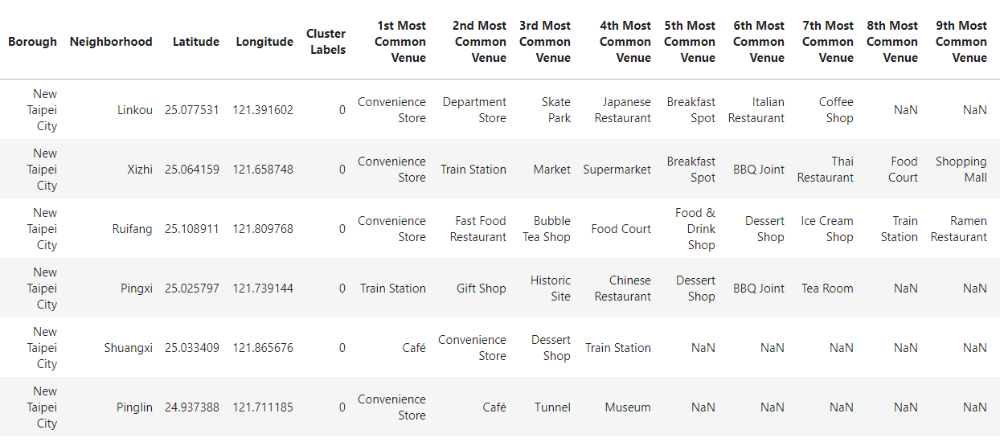 Borough Neighborhood Latitude Longitude Cluster Labels 1st Most Common Venue 2nd Most Common Venue 3rd Most Common Venue 4th Most Common Venue 5th Most Common Venue 6th Most Common Venue 7th Most Common Venue 8th Most Common Venue 9th Most Common Venue
New Taipei City Linkou 25.077531 121.391602 0 Convenience Store Department Store Skate Park Japanese Restaurant Breakfast Spot Italian Restaurant Coffee Shop NaN NaN
New Taipei City Xizhi 25.064159 121.658748 0 Convenience Store Train Station Market Supermarket Breakfast Spot BBQ Joint Thai Restaurant Food Court Shopping Mall
New Taipei City Ruifang 25.108911 121.809768 0 Convenience Store Fast Food Restaurant Bubble Tea Shop Food Court Food & Drink Shop Dessert Shop Ice Cream Shop Train Station Ramen Restaurant
New Taipei City Pingxi 25.025797 121.739144 0 Train Station Gift Shop Historic Site Chinese Restaurant Dessert Shop BBQ Joint Tea Room NaN NaN
New Taipei City Shuangxi 25.033409 121.865676 0 Café Convenience Store Dessert Shop Train Station NaN NaN NaN NaN NaN
New Taipei City Pinglin 24.937388 121.711185 0 Convenience Store Café Tunnel Museum NaN NaN NaN NaN NaN